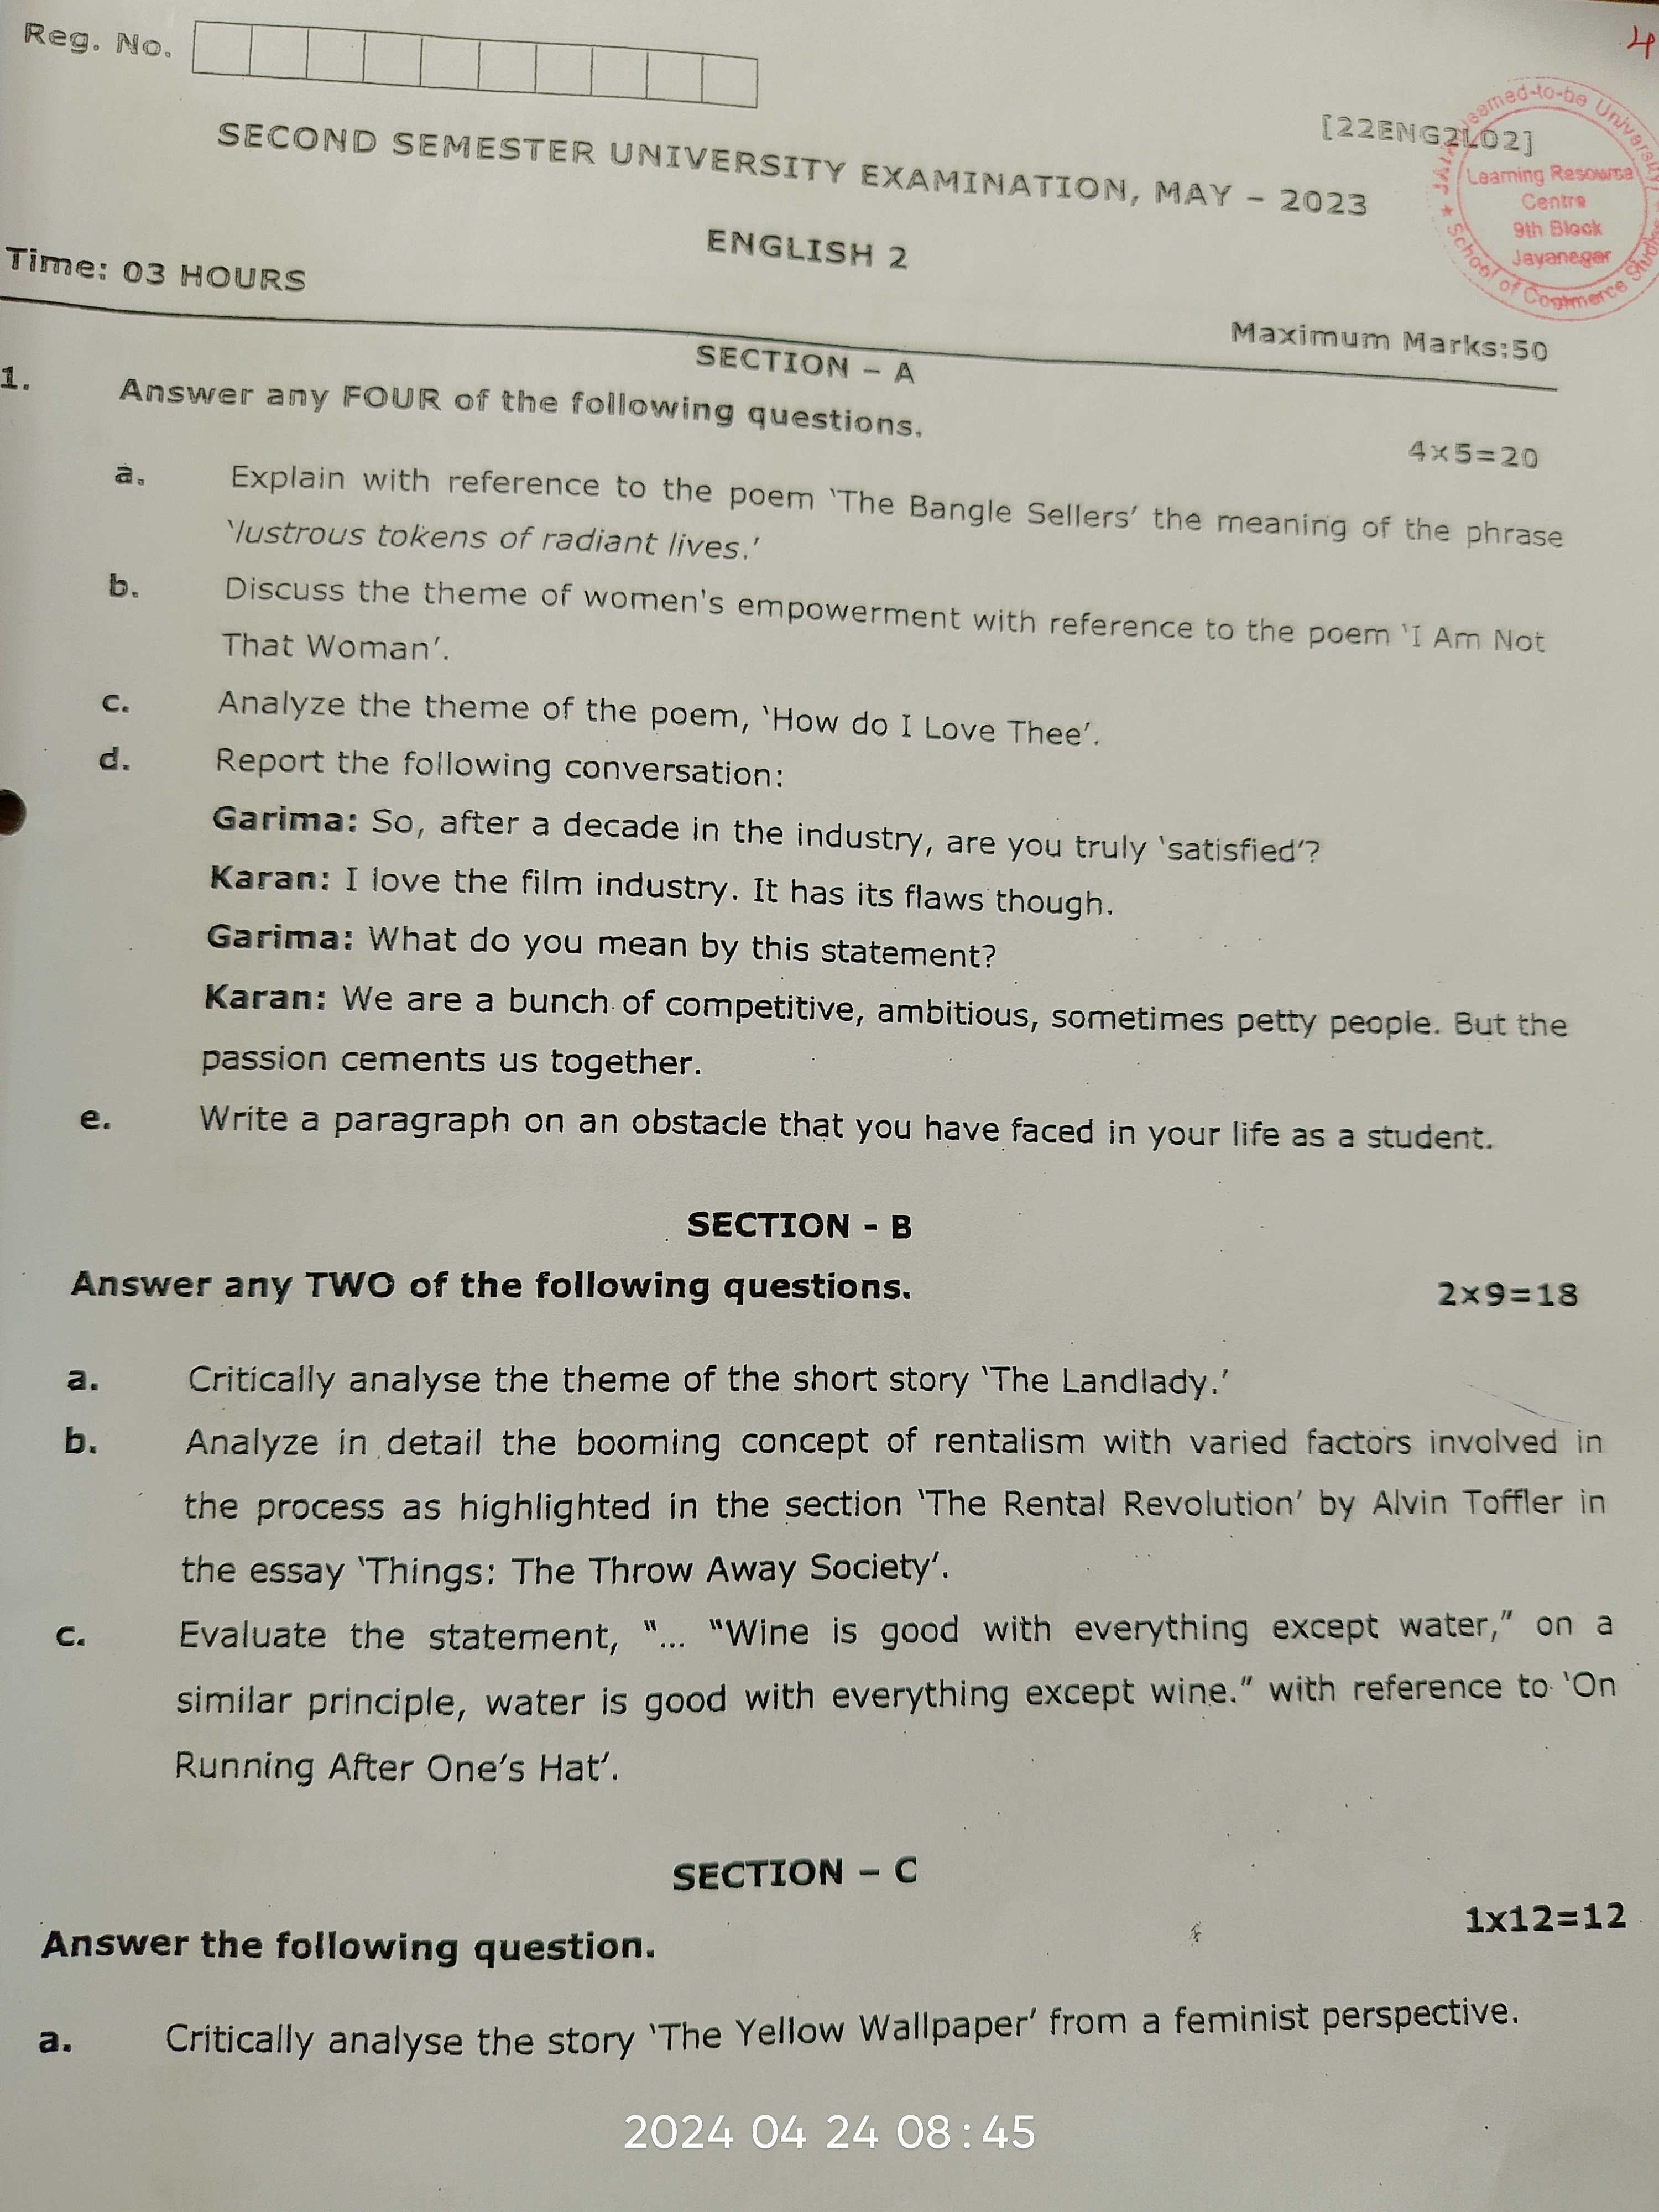 4
Reg. No.
[22ENG2L02]
JAIN Deemed-to-be University
Learning Resource
Centre
9th Block
Jayanagar
School of Commerce Studies
SECOND SEMESTER UNIVERSITY EXAMINATION, MAY – 2023
ENGLISH 2
Time: 03 HOURS
Maximum Marks:50
SECTION – A
1. Answer any FOUR of the following questions.
4x5=20
a. Explain with reference to the poem ‘The Bangle Sellers’ the meaning of the phrase
‘lustrous tokens of radiant lives.’
b. Discuss the theme of women's empowerment with reference to the poem ‘I Am Not
That Woman’.
c. Analyze the theme of the poem, ‘How do I Love Thee’.
d. Report the following conversation:
Garima: So, after a decade in the industry, are you truly ‘satisfied’?
Karan: I love the film industry. It has its flaws though.
Garima: What do you mean by this statement?
Karan: We are a bunch of competitive, ambitious, sometimes petty people. But the
passion cements us together.
e. Write a paragraph on an obstacle that you have faced in your life as a student.
SECTION - B
Answer any TWO of the following questions.
2x9=18
a. Critically analyse the theme of the short story ‘The Landlady.’
b. Analyze in detail the booming concept of rentalism with varied factors involved in
the process as highlighted in the section ‘The Rental Revolution’ by Alvin Toffler in
the essay ‘Things: The Throw Away Society’.
c. Evaluate the statement, “... “Wine is good with everything except water,” on a
similar principle, water is good with everything except wine.” with reference to ‘On
Running After One’s Hat’.
SECTION – C
1x12=12
Answer the following question.
a. Critically analyse the story ‘The Yellow Wallpaper’ from a feminist perspective.
2024 04 24 08:45